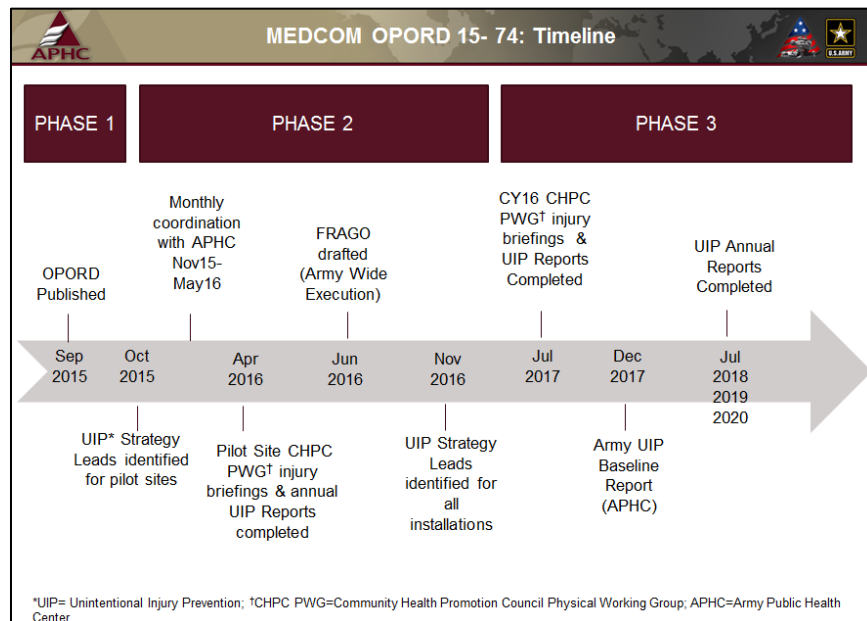 MEDCOM OPORD 15- 74: Timeline
APHC
U.S.ARMY
PHASE 1
PHASE 2
PHASE 3
OPORD
Published
Monthly
coordination
with APHC
Nov15-
May16
FRAGO
drafted
(Army Wide
Execution)
CY16 CHPC
PWG† injury
briefings &
UIP Reports
Completed
UIP Annual
Reports
Completed
Sep
2015
Oct
2015
Apr
2016
Jun
2016
Nov
2016
Jul
2017
Dec
2017
Jul
2018
2019
2020
UIP* Strategy
Leads identified
for pilot sites
Pilot Site CHPC
PWG† injury
briefings & annual
UIP Reports
completed
UIP Strategy
Leads
identified for
all
installations
Army UIP
Baseline
Report
(APHC)
*UIP= Unintentional Injury Prevention; †CHPC PWG=Community Health Promotion Council Physical Working Group; APHC=Army Public Health
Center